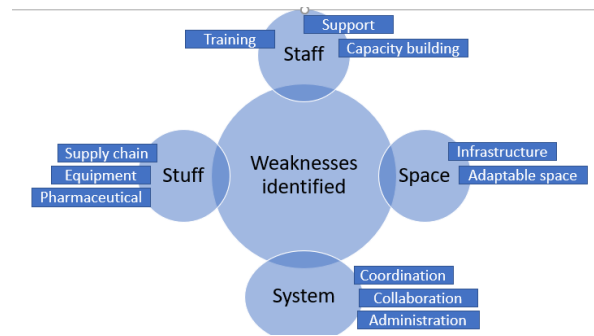 Support
Training
Capacity building
Staff
Supply chain
Equipment
Pharmaceutical
Stuff
Weaknesses
identified
Space
Infrastructure
Adaptable space
System
Coordination
Collaboration
Administration